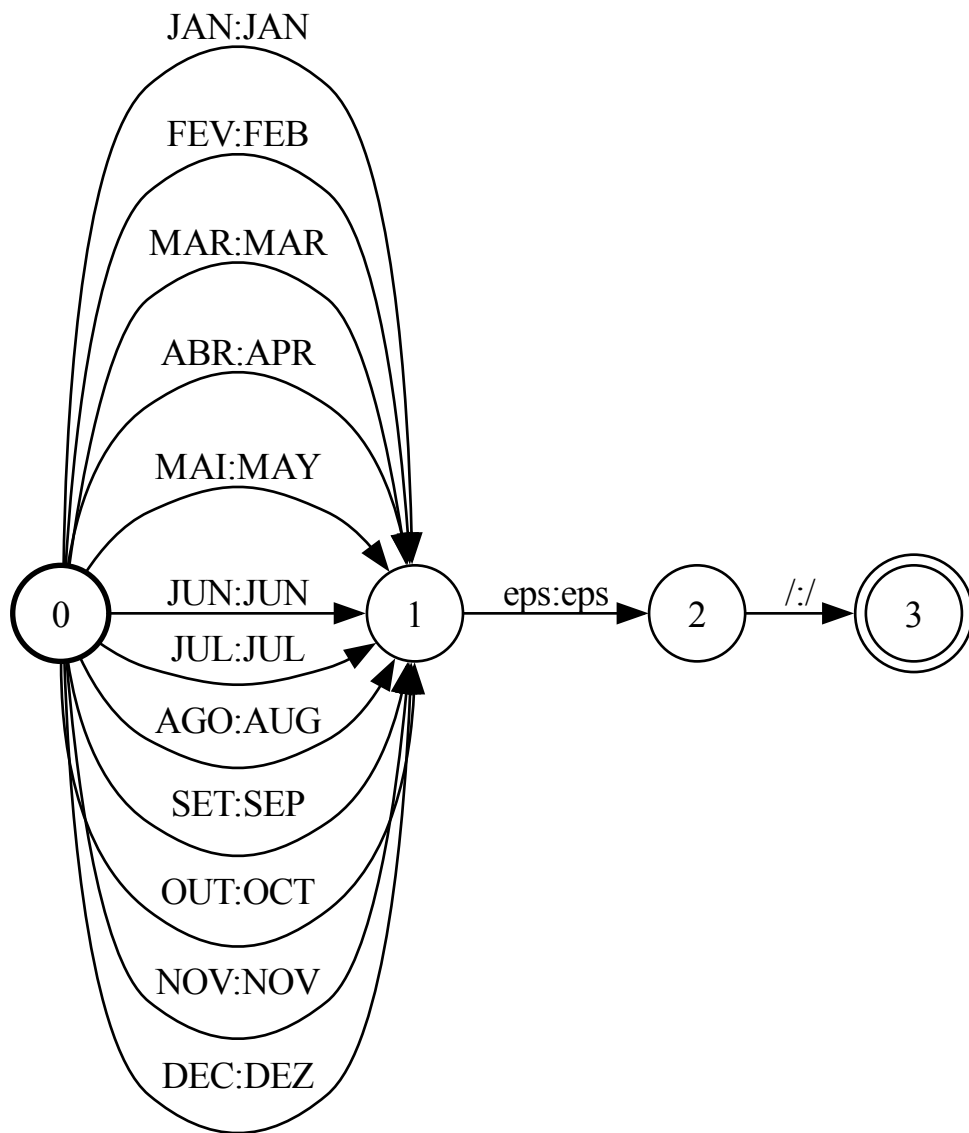 JAN:JAN
FEV:FEB
MAR:MAR
ABR:APR
MAI:MAY
0 JUN:JUN 1 eps:eps 2 /:/ 3
JUL:JUL
AGO:AUG
SET:SEP
OUT:OCT
NOV:NOV
DEC:DEZ